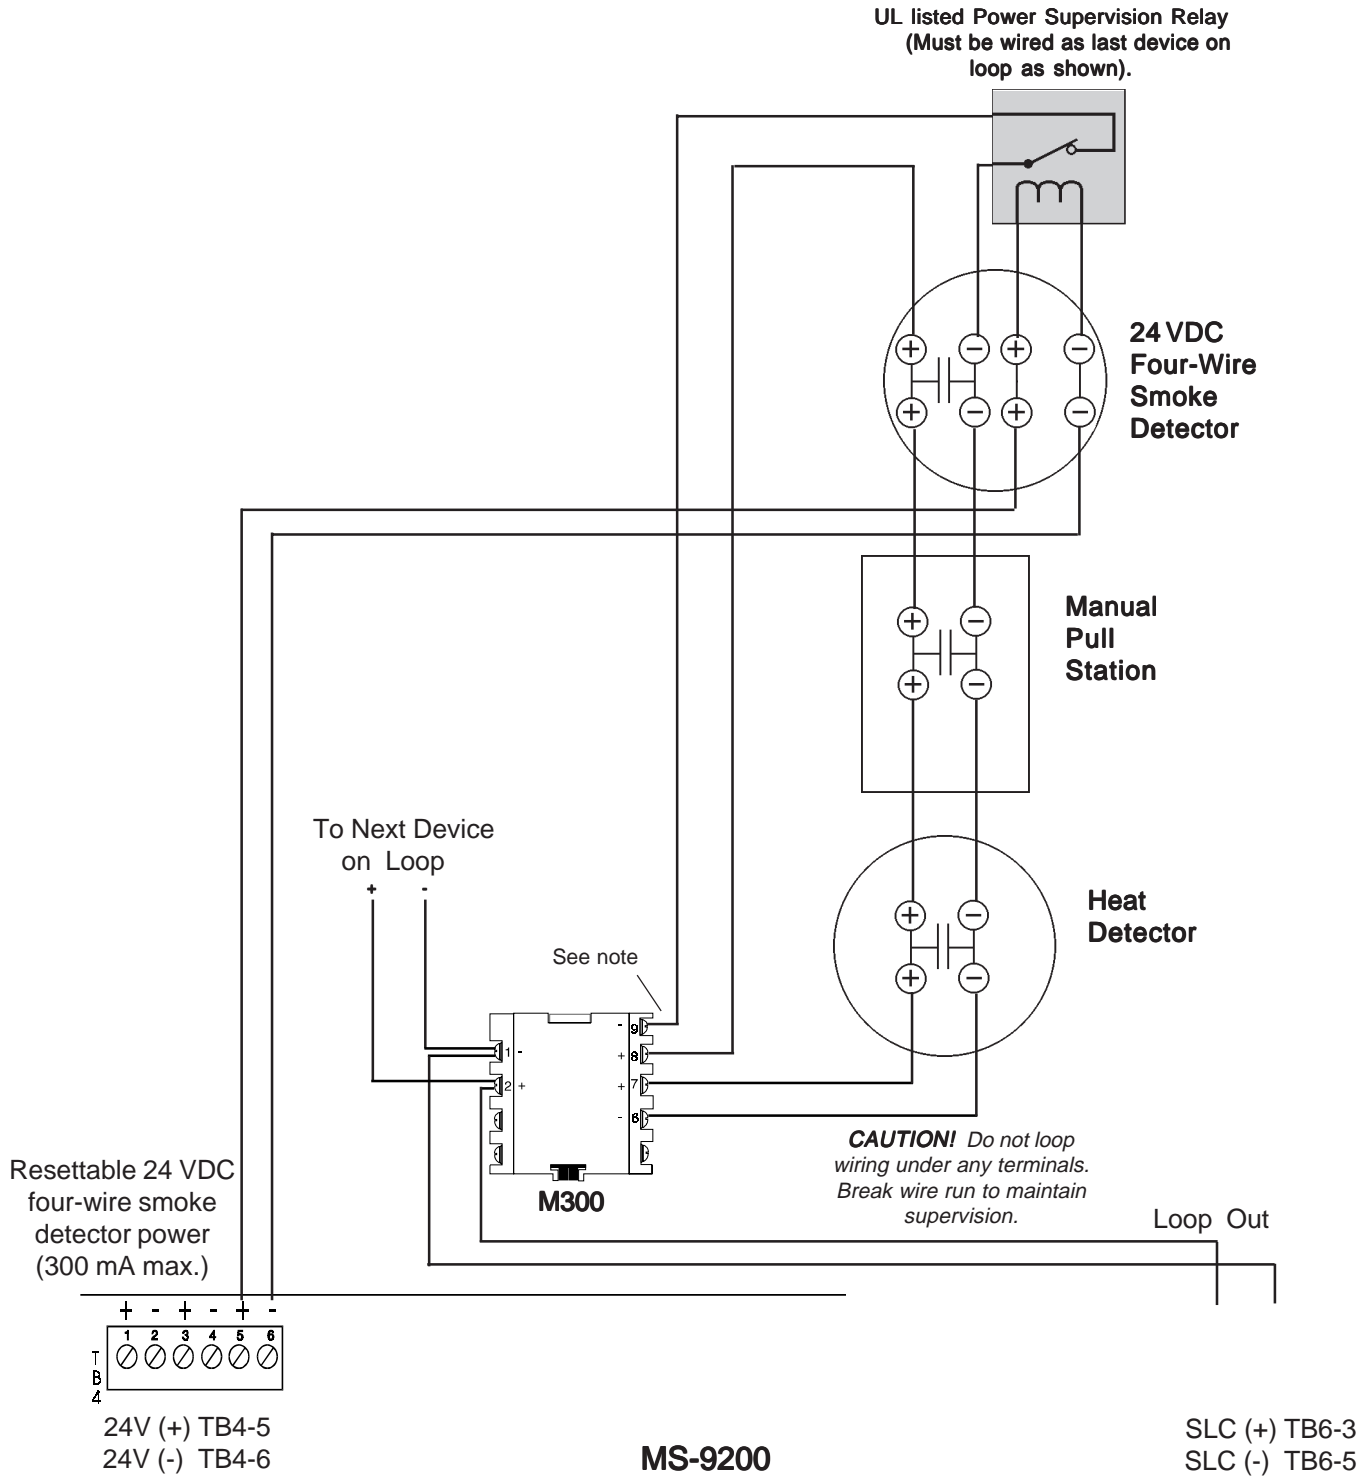 UL listed Power Supervision Relay
(Must be wired as last device on
loop as shown).
24 VDC
Four-Wire
Smoke
Detector
+ − + −
+ − + −
Manual
Pull
Station
+ −
+ −
To Next Device
on Loop
+ -
Heat
Detector
+ −
+ −
See note
- 9
1 - + 8
2 + + 7
- 6
M300
CAUTION! Do not loop
wiring under any terminals.
Break wire run to maintain
supervision.
Resettable 24 VDC
four-wire smoke
detector power
(300 mA max.)
Loop Out
+ - + - + -
1 2 3 4 5 6
T
B
4
24V (+) TB4-5
24V (-) TB4-6
MS-9200
SLC (+) TB6-3
SLC (-) TB6-5